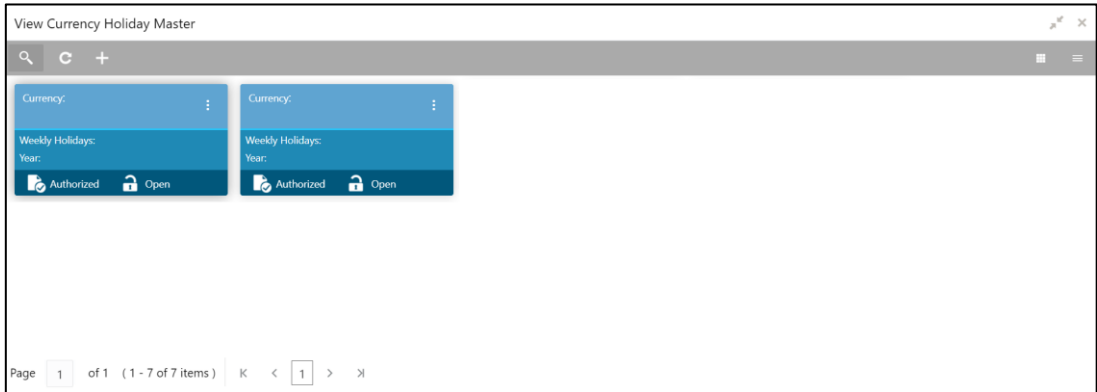 View Currency Holiday Master
Currency: Currency:
Weekly Holidays: Weekly Holidays:
Year: Year:
Authorized Open Authorized Open
Page 1 of 1 ( 1 - 7 of 7 items ) 1